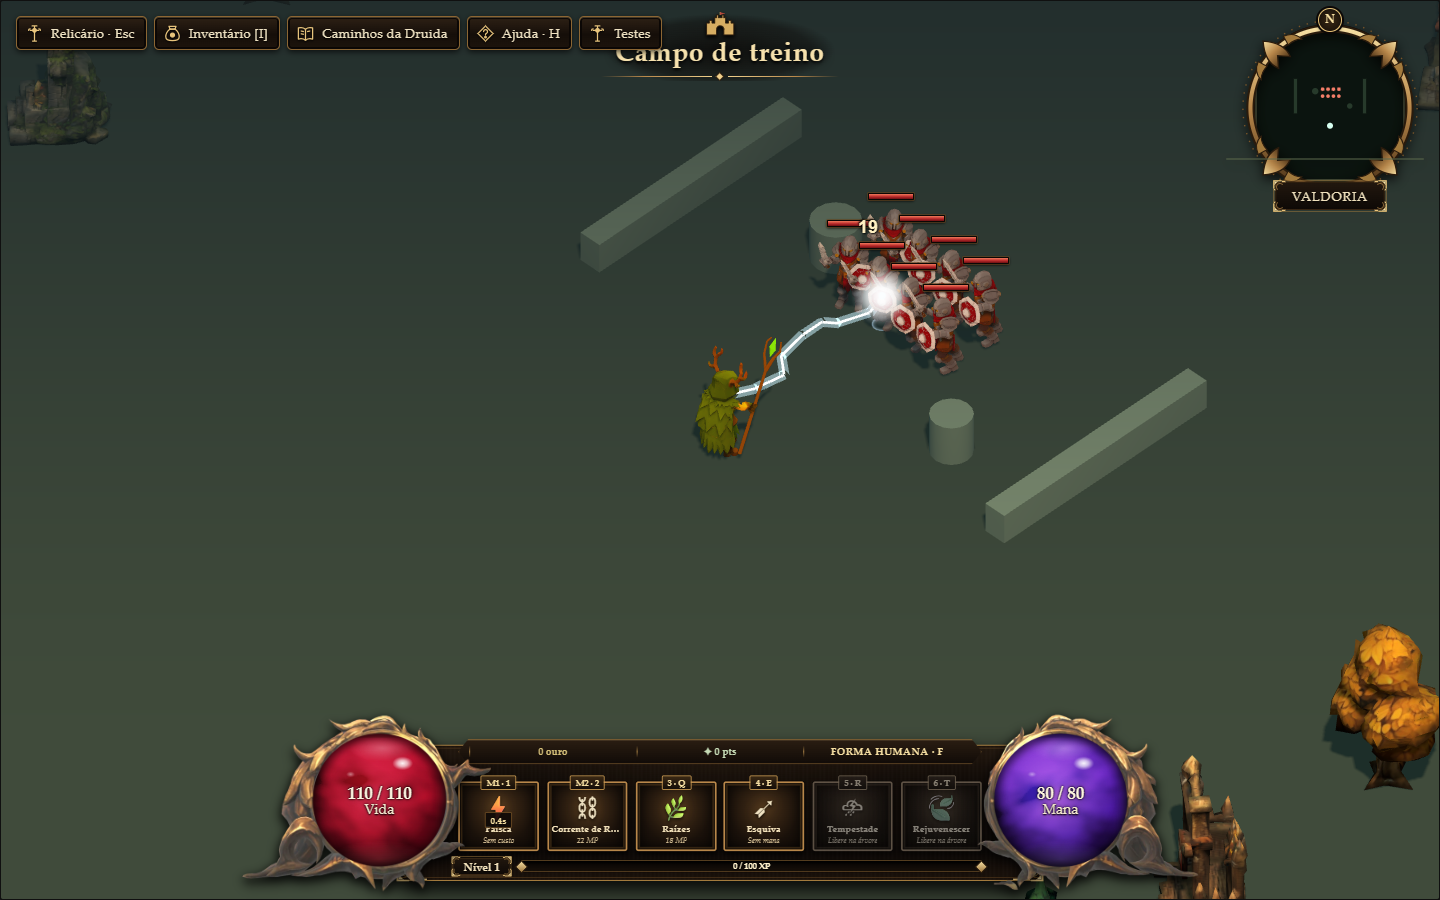 Relicário · Esc
Inventário [I]
Caminhos da Druida
Ajuda · H
Testes
Campo de treino
N
VALDORIA
19
0 ouro
0 pts
FORMA HUMANA · F
M1 · 1
M2 · 2
3 · Q
4 · E
5 · R
6 · T
110 / 110
Vida
0.4s
Faísca
Sem custo
Corrente de R...
22 MP
Raízes
18 MP
Esquiva
Sem mana
Tempestade
Libere na árvore
Rejuvenescer
Libere na árvore
80 / 80
Mana
Nível 1
0 / 100 XP